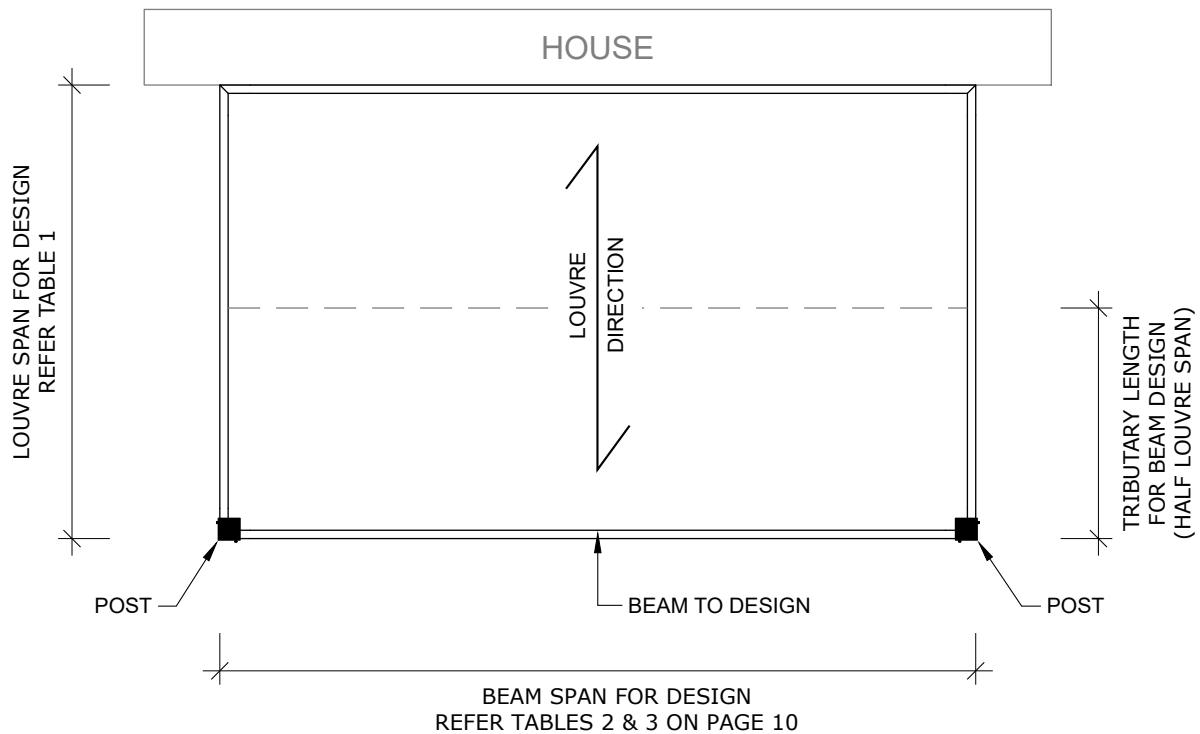 HOUSE
LOUVRE SPAN FOR DESIGN
REFER TABLE 1
LOUVRE
DIRECTION
TRIBUTARY LENGTH
FOR BEAM DESIGN
(HALF LOUVRE SPAN)
POST
BEAM TO DESIGN
POST
BEAM SPAN FOR DESIGN
REFER TABLES 2 & 3 ON PAGE 10